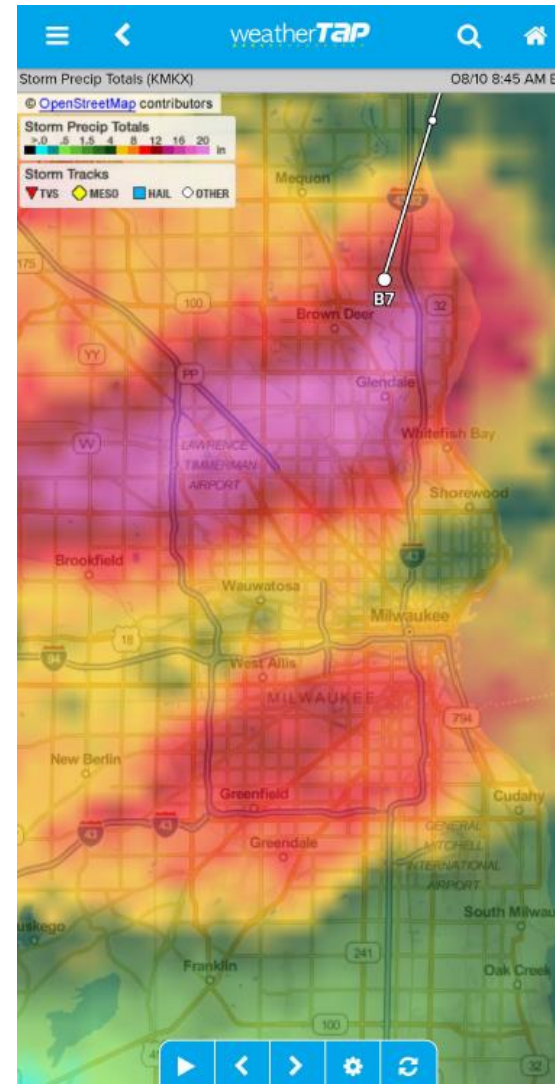 weatherTAP
Storm Precip Totals (KMKX) 08/10 8:45 AM
© OpenStreetMap contributors
Storm Precip Totals
>.0 .5 1.5 4 8 12 16 20 in
Storm Tracks
TVS MESO HAIL OTHER
Mequon
175
B7
100
32
Brown Deer
YY
PP
Glendale
VV
Whitefish Bay
LAWRENCE
TIMMERMAN
AIRPORT
Shorewood
43
Brookfield
Wauwatosa
Milwaukee
18
94
West Allis
MILWAUKEE
794
New Berlin
Greenfield
Cudahy
43
43
Greendale
GENERAL
MITCHELL
INTERNATIONAL
AIRPORT
South Milwau
uskego
241
Franklin
Oak Creek
100
32